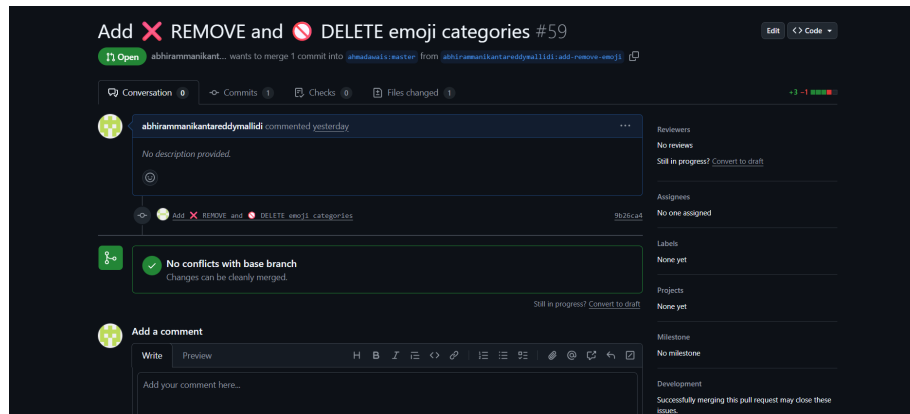 Add ❌ REMOVE and 🚫 DELETE emoji categories #59
Edit
<> Code
Open
abhirammanikant... wants to merge 1 commit into ahmadawais:master from abhirammanikantareddymallidi:add-remove-emoji
Conversation 0
Commits 1
Checks 0
Files changed 1
+3 −1
abhirammanikantareddymallidi commented yesterday
No description provided.
Add ❌ REMOVE and 🚫 DELETE emoji categories
9b26ca4
No conflicts with base branch
Changes can be cleanly merged.
Still in progress? Convert to draft
Add a comment
Write
Preview
Add your comment here...
Reviewers
No reviews
Still in progress? Convert to draft
Assignees
No one assigned
Labels
None yet
Projects
None yet
Milestone
No milestone
Development
Successfully merging this pull request may close these
issues.